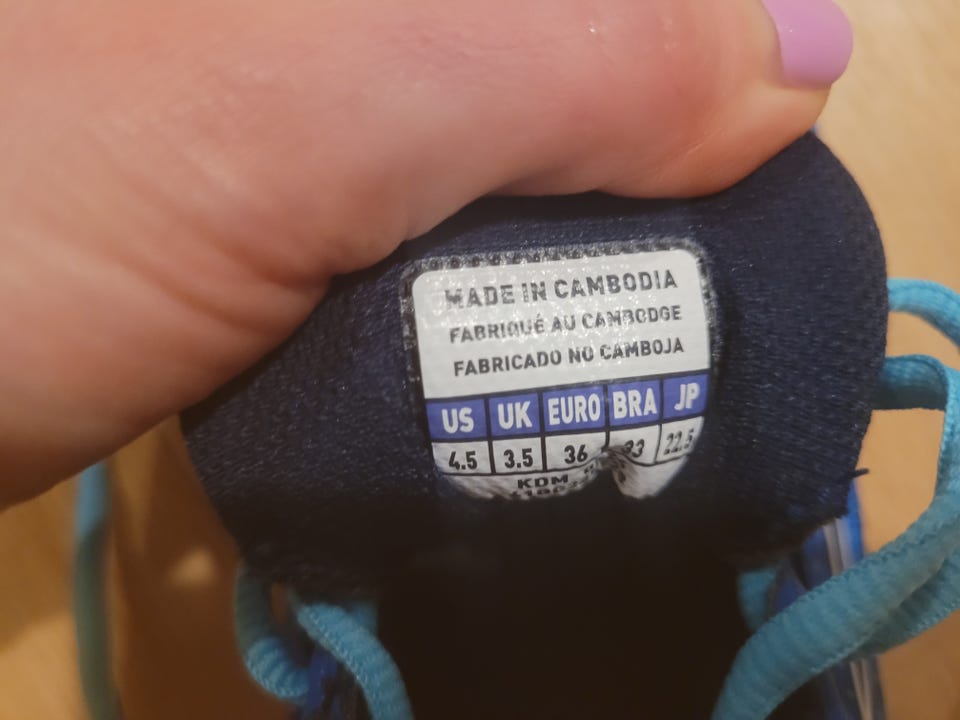 MADE IN CAMBODIA
FABRIQUÉ AU CAMBODGE
FABRICADO NO CAMBOJA
US UK EURO BRA JP
4.5 3.5 36 33 22.5
KDM